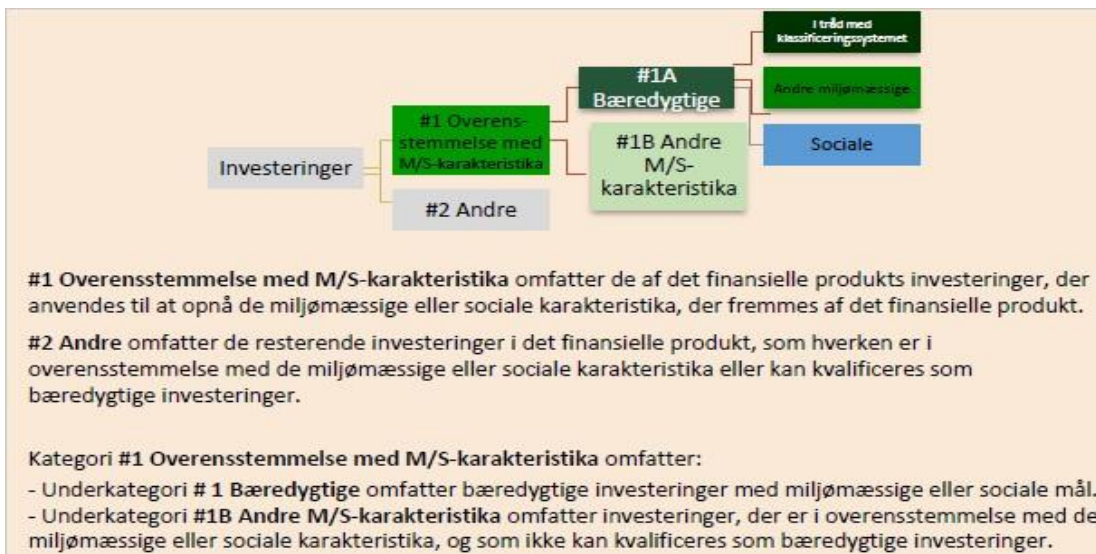 I tråd med
klassificeringssystemet
#1A
Bæredygtige
Andre miljømæssige
#1 Overens-
stemmelse med
M/S-karakteristika
#1B Andre
M/S-
karakteristika
Sociale
Investeringer
#2 Andre
#1 Overensstemmelse med M/S-karakteristika omfatter de af det finansielle produkts investeringer, der
anvendes til at opnå de miljømæssige eller sociale karakteristika, der fremmes af det finansielle produkt.
#2 Andre omfatter de resterende investeringer i det finansielle produkt, som hverken er i
overensstemmelse med de miljømæssige eller sociale karakteristika eller kan kvalificeres som
bæredygtige investeringer.
Kategori #1 Overensstemmelse med M/S-karakteristika omfatter:
- Underkategori # 1 Bæredygtige omfatter bæredygtige investeringer med miljømæssige eller sociale mål.
- Underkategori #1B Andre M/S-karakteristika omfatter investeringer, der er i overensstemmelse med de
miljømæssige eller sociale karakteristika, og som ikke kan kvalificeres som bæredygtige investeringer.